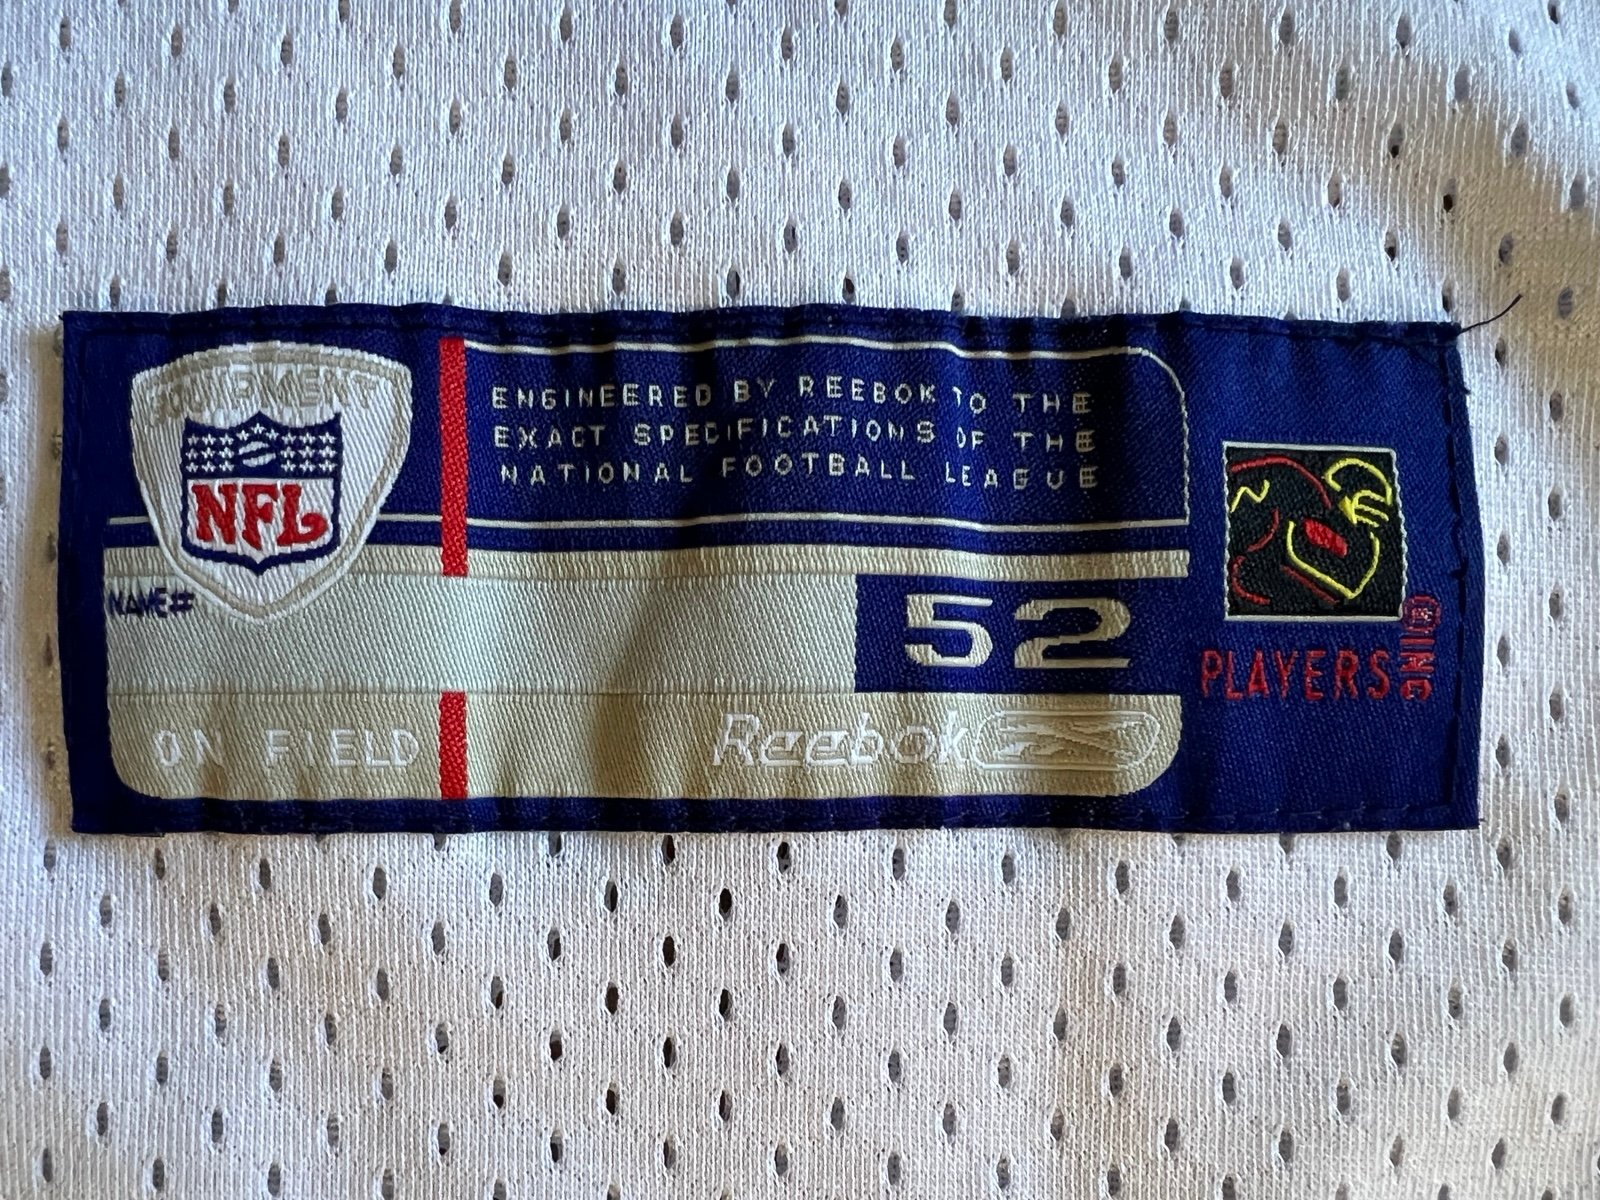 EQUIPMENT
NFL
ENGINEERED BY REEBOK TO THE
EXACT SPECIFICATIONS OF THE
NATIONAL FOOTBALL LEAGUE
NAME#
52
ON FIELD
Reebok
PLAYERS
INC